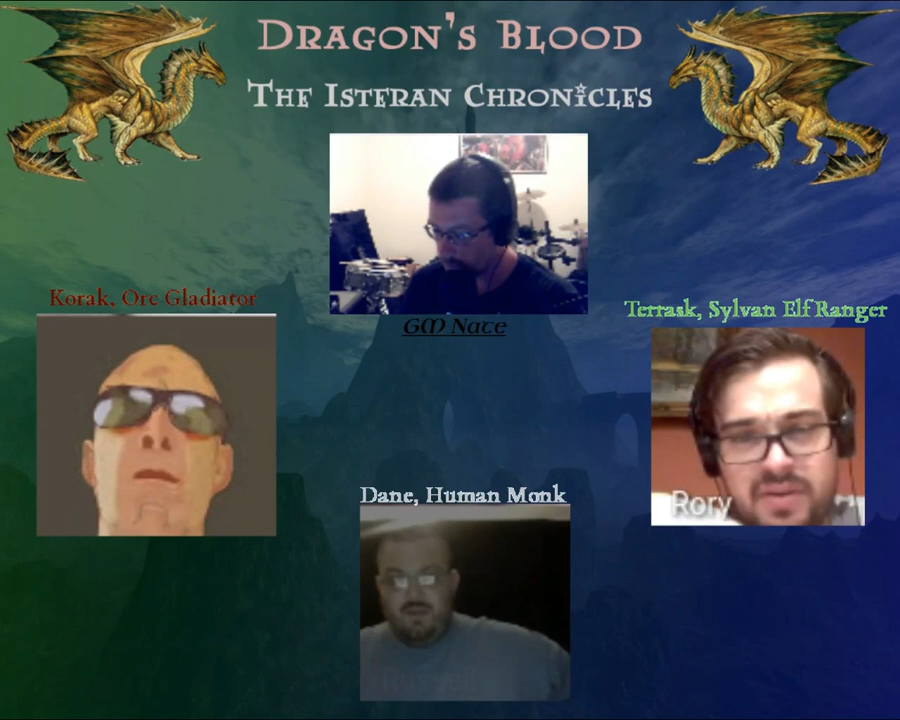 Dragon's Blood
The Isteran Chronicles
GM Nate
Korak, Orc Gladiator
Terrask, Sylvan Elf Ranger
Rory
Dane, Human Monk